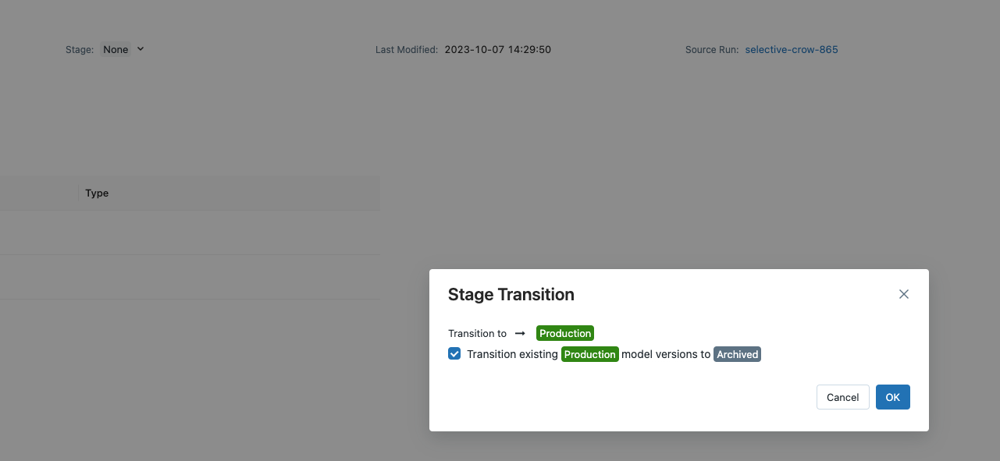 Stage: None Last Modified: 2023-10-07 14:29:50 Source Run: selective-crow-865
Type
Stage Transition
Transition to → Production
Transition existing Production model versions to Archived
Cancel OK